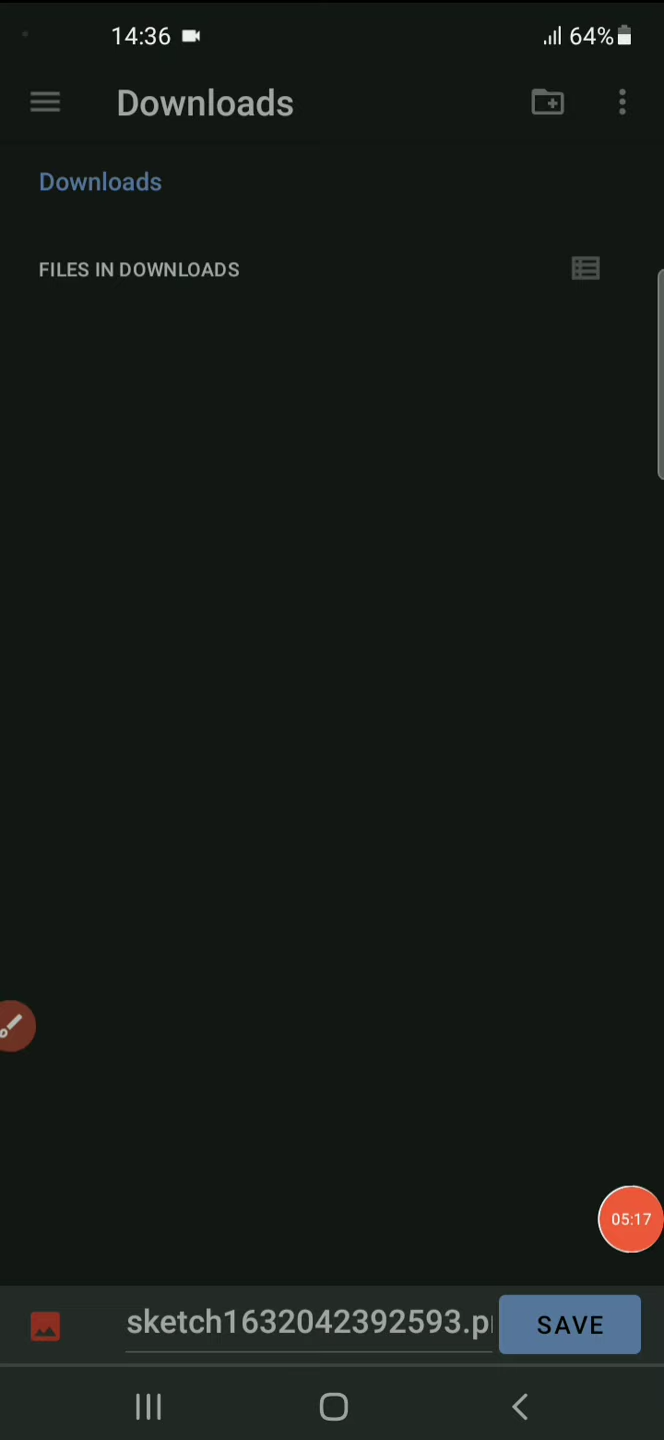 14:36
64%
Downloads
Downloads
FILES IN DOWNLOADS
05:17
sketch1632042392593.p
SAVE